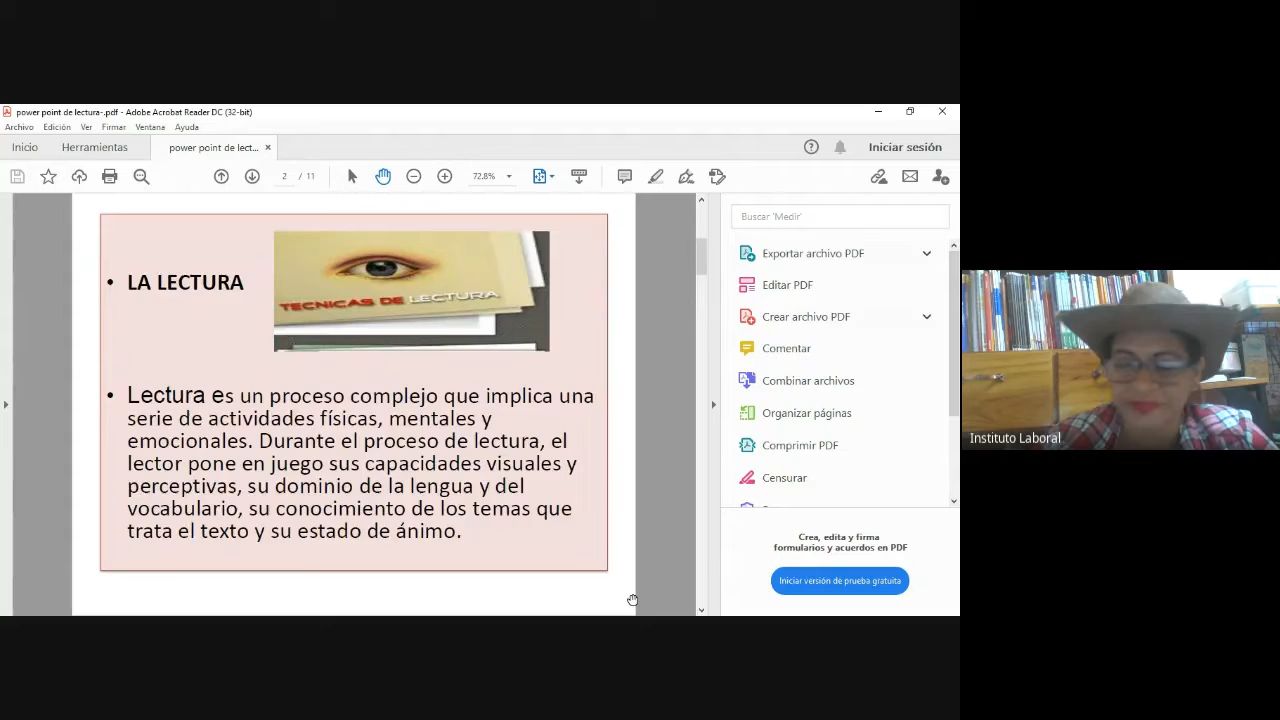 power point de lectura-.pdf - Adobe Acrobat Reader DC (32-bit)
Archivo Edición Ver Firmar Ventana Ayuda
Inicio Herramientas power point de lect... × Iniciar sesión
2 / 11 72.8%
LA LECTURA
TECNICAS DE LECTURA
Lectura es un proceso complejo que implica una
serie de actividades físicas, mentales y
emocionales. Durante el proceso de lectura, el
lector pone en juego sus capacidades visuales y
perceptivas, su dominio de la lengua y del
vocabulario, su conocimiento de los temas que
trata el texto y su estado de ánimo.
Buscar 'Medir'
Exportar archivo PDF
Editar PDF
Crear archivo PDF
Comentar
Combinar archivos
Organizar páginas
Comprimir PDF
Censurar
Crea, edita y firma
formularios y acuerdos en PDF
Iniciar versión de prueba gratuita
Instituto Laboral